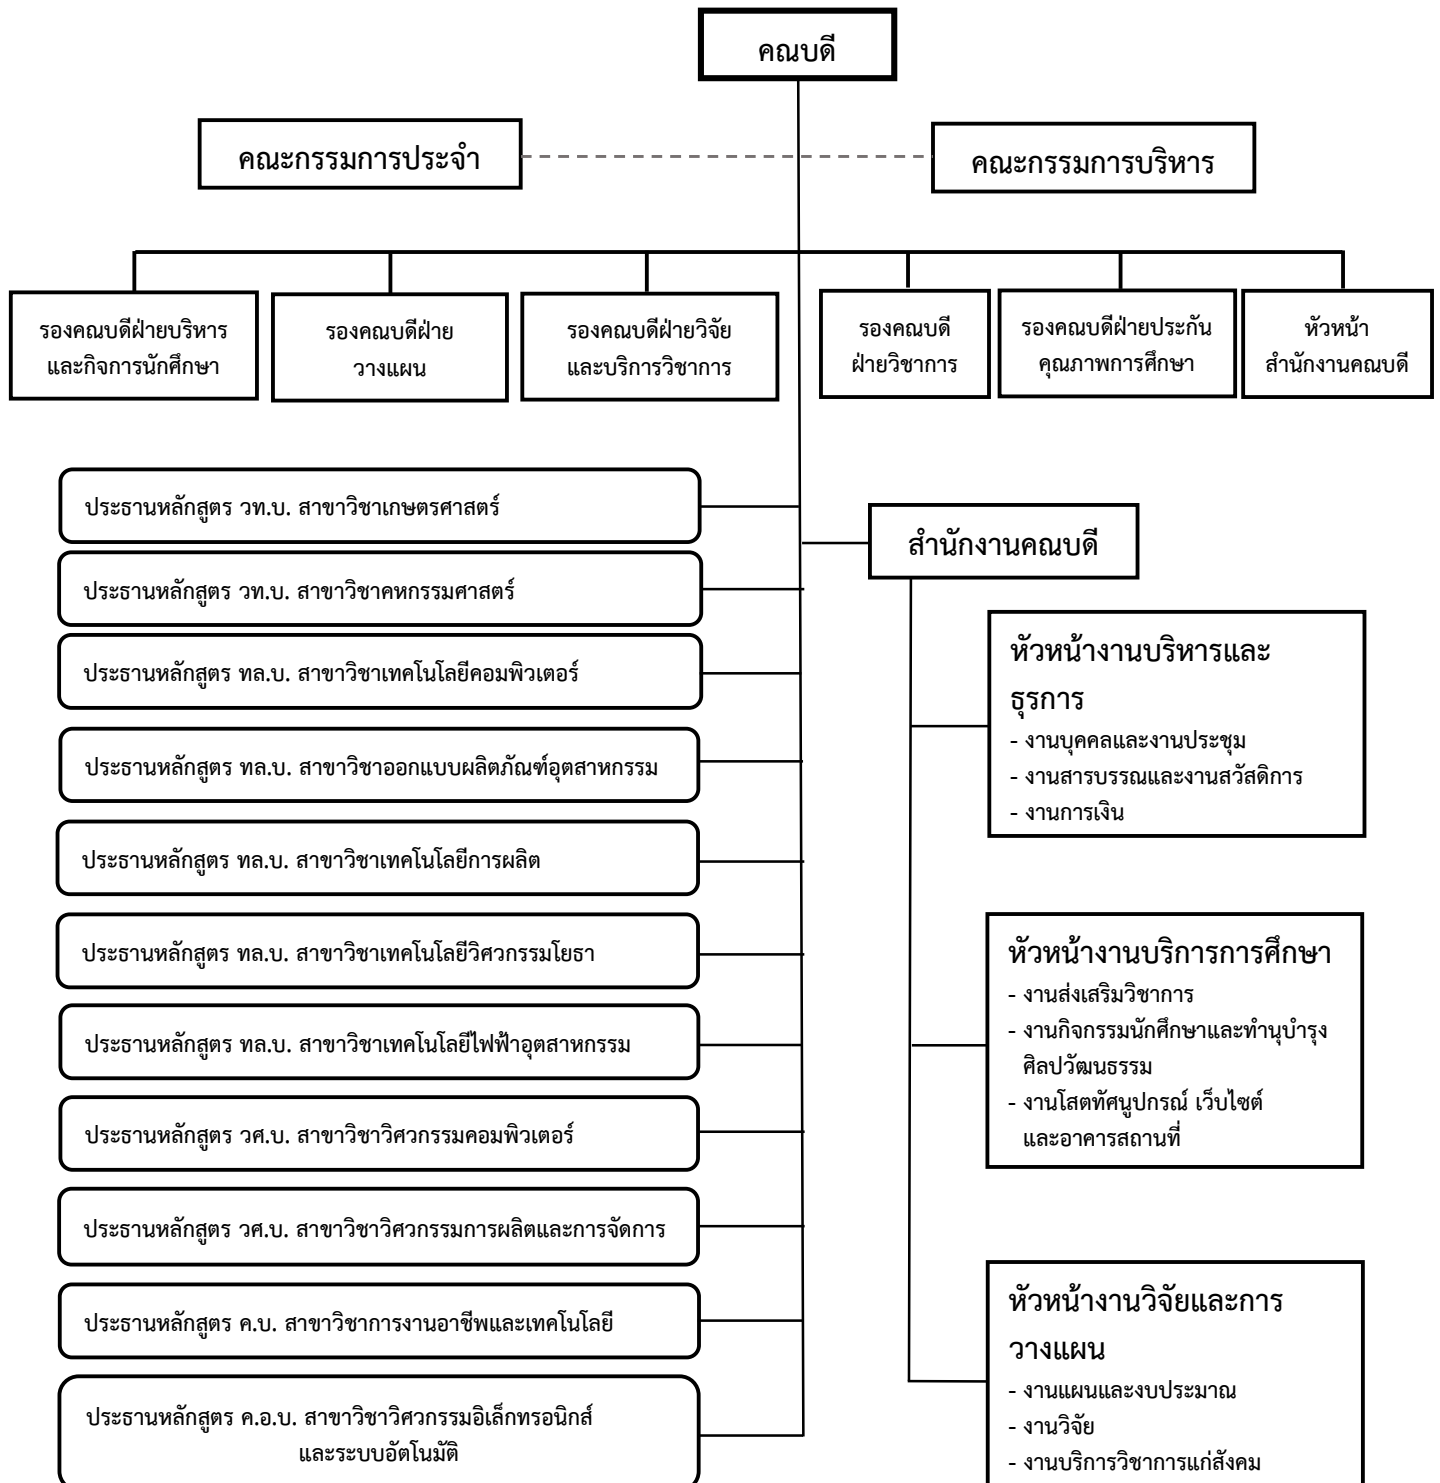 คณบดี
คณะกรรมการประจำ
คณะกรรมการบริหาร
รองคณบดีฝ่ายบริหาร
และกิจการนักศึกษา
รองคณบดีฝ่าย
วางแผน
รองคณบดีฝ่ายวิจัย
และบริการวิชาการ
รองคณบดี
ฝ่ายวิชาการ
รองคณบดีฝ่ายประกัน
คุณภาพการศึกษา
หัวหน้า
สำนักงานคณบดี
ประธานหลักสูตร วท.บ. สาขาวิชาเกษตรศาสตร์
ประธานหลักสูตร วท.บ. สาขาวิชาคหกรรมศาสตร์
ประธานหลักสูตร ทล.บ. สาขาวิชาเทคโนโลยีคอมพิวเตอร์
ประธานหลักสูตร ทล.บ. สาขาวิชาออกแบบผลิตภัณฑ์อุตสาหกรรม
ประธานหลักสูตร ทล.บ. สาขาวิชาเทคโนโลยีการผลิต
ประธานหลักสูตร ทล.บ. สาขาวิชาเทคโนโลยีวิศวกรรมโยธา
ประธานหลักสูตร ทล.บ. สาขาวิชาเทคโนโลยีไฟฟ้าอุตสาหกรรม
ประธานหลักสูตร วศ.บ. สาขาวิชาวิศวกรรมคอมพิวเตอร์
ประธานหลักสูตร วศ.บ. สาขาวิชาวิศวกรรมการผลิตและการจัดการ
ประธานหลักสูตร ค.บ. สาขาวิชาการงานอาชีพและเทคโนโลยี
ประธานหลักสูตร ค.อ.บ. สาขาวิชาวิศวกรรมอิเล็กทรอนิกส์
และระบบอัตโนมัติ
สำนักงานคณบดี
หัวหน้างานบริหารและ
ธุรการ
- งานบุคคลและงานประชุม
- งานสารบรรณและงานสวัสดิการ
- งานการเงิน
หัวหน้างานบริการการศึกษา
- งานส่งเสริมวิชาการ
- งานกิจกรรมนักศึกษาและทำนุบำรุง
ศิลปวัฒนธรรม
- งานโสตทัศนูปกรณ์ เว็บไซต์
และอาคารสถานที่
หัวหน้างานวิจัยและการ
วางแผน
- งานแผนและงบประมาณ
- งานวิจัย
- งานบริการวิชาการแก่สังคม